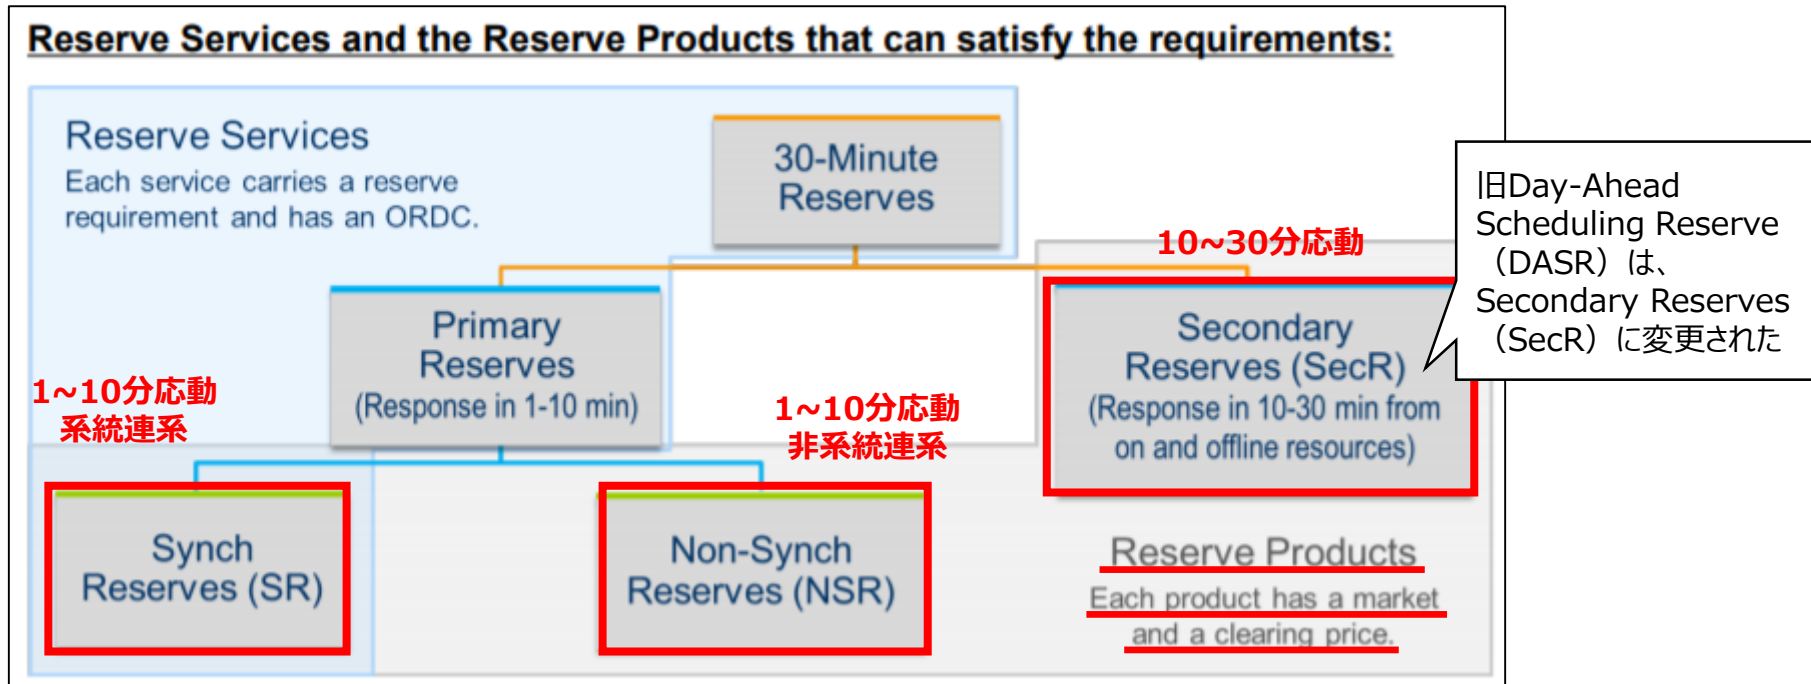 Reserve Services and the Reserve Products that can satisfy the requirements:
Reserve Services
Each service carries a reserve
requirement and has an ORDC.
30-Minute
Reserves
10~30分応動
旧Day-Ahead
Scheduling Reserve
（DASR）は、
Secondary Reserves
（SecR）に変更された
Primary
Reserves
(Response in 1-10 min)
Secondary
Reserves (SecR)
(Response in 10-30 min from
on and offline resources)
1~10分応動
系統連系
1~10分応動
非系統連系
Synch
Reserves (SR)
Non-Synch
Reserves (NSR)
Reserve Products
Each product has a market
and a clearing price.